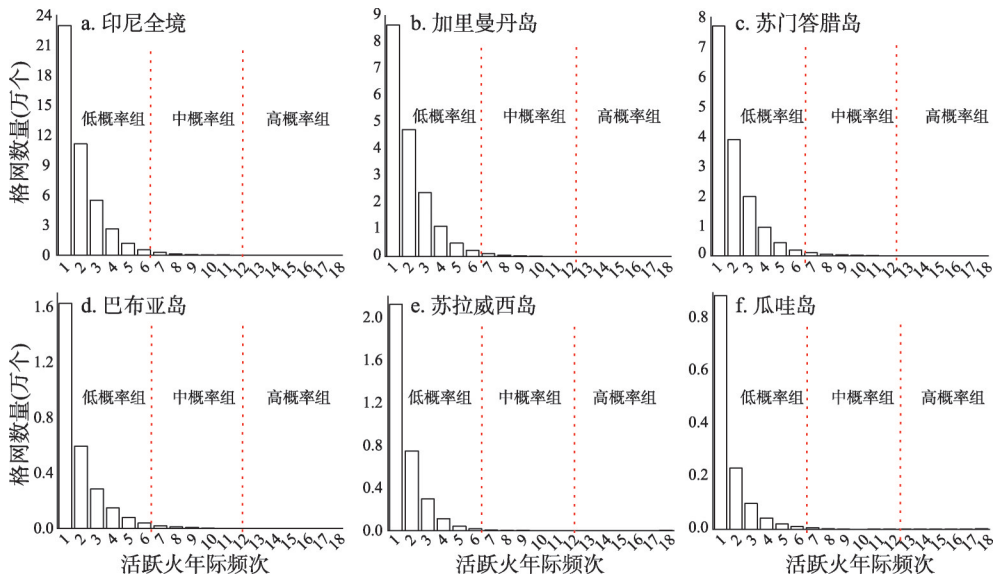 a. 印尼全境
格网数量(万个)
24
21
18
15
12
9
6
3
0
低概率组 中概率组 高概率组
1 2 3 4 5 6 7 8 9 10 11 12 13 14 15 16 17 18
b. 加里曼丹岛
9
8
7
6
5
4
3
2
1
0
低概率组 中概率组 高概率组
1 2 3 4 5 6 7 8 9 10 11 12 13 14 15 16 17 18
c. 苏门答腊岛
8
7
6
5
4
3
2
1
0
低概率组 中概率组 高概率组
1 2 3 4 5 6 7 8 9 10 11 12 13 14 15 16 17 18
d. 巴布亚岛
格网数量(万个)
1.6
1.2
0.8
0.4
0.0
低概率组 中概率组 高概率组
1 2 3 4 5 6 7 8 9 10 11 12 13 14 15 16 17 18
活跃火年际频次
e. 苏拉威西岛
2.0
1.6
1.2
0.8
0.4
0.0
低概率组 中概率组 高概率组
1 2 3 4 5 6 7 8 9 10 11 12 13 14 15 16 17 18
活跃火年际频次
f. 瓜哇岛
0.8
0.6
0.4
0.2
0.0
低概率组 中概率组 高概率组
1 2 3 4 5 6 7 8 9 10 11 12 13 14 15 16 17 18
活跃火年际频次